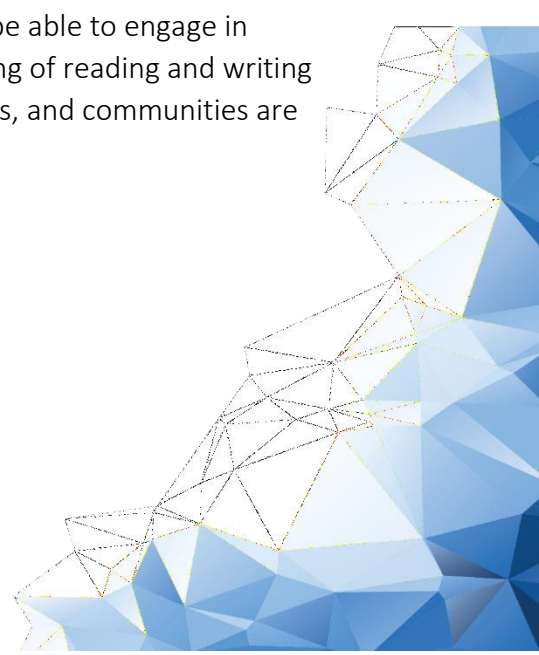 be able to engage in
ng of reading and writing
s, and communities are